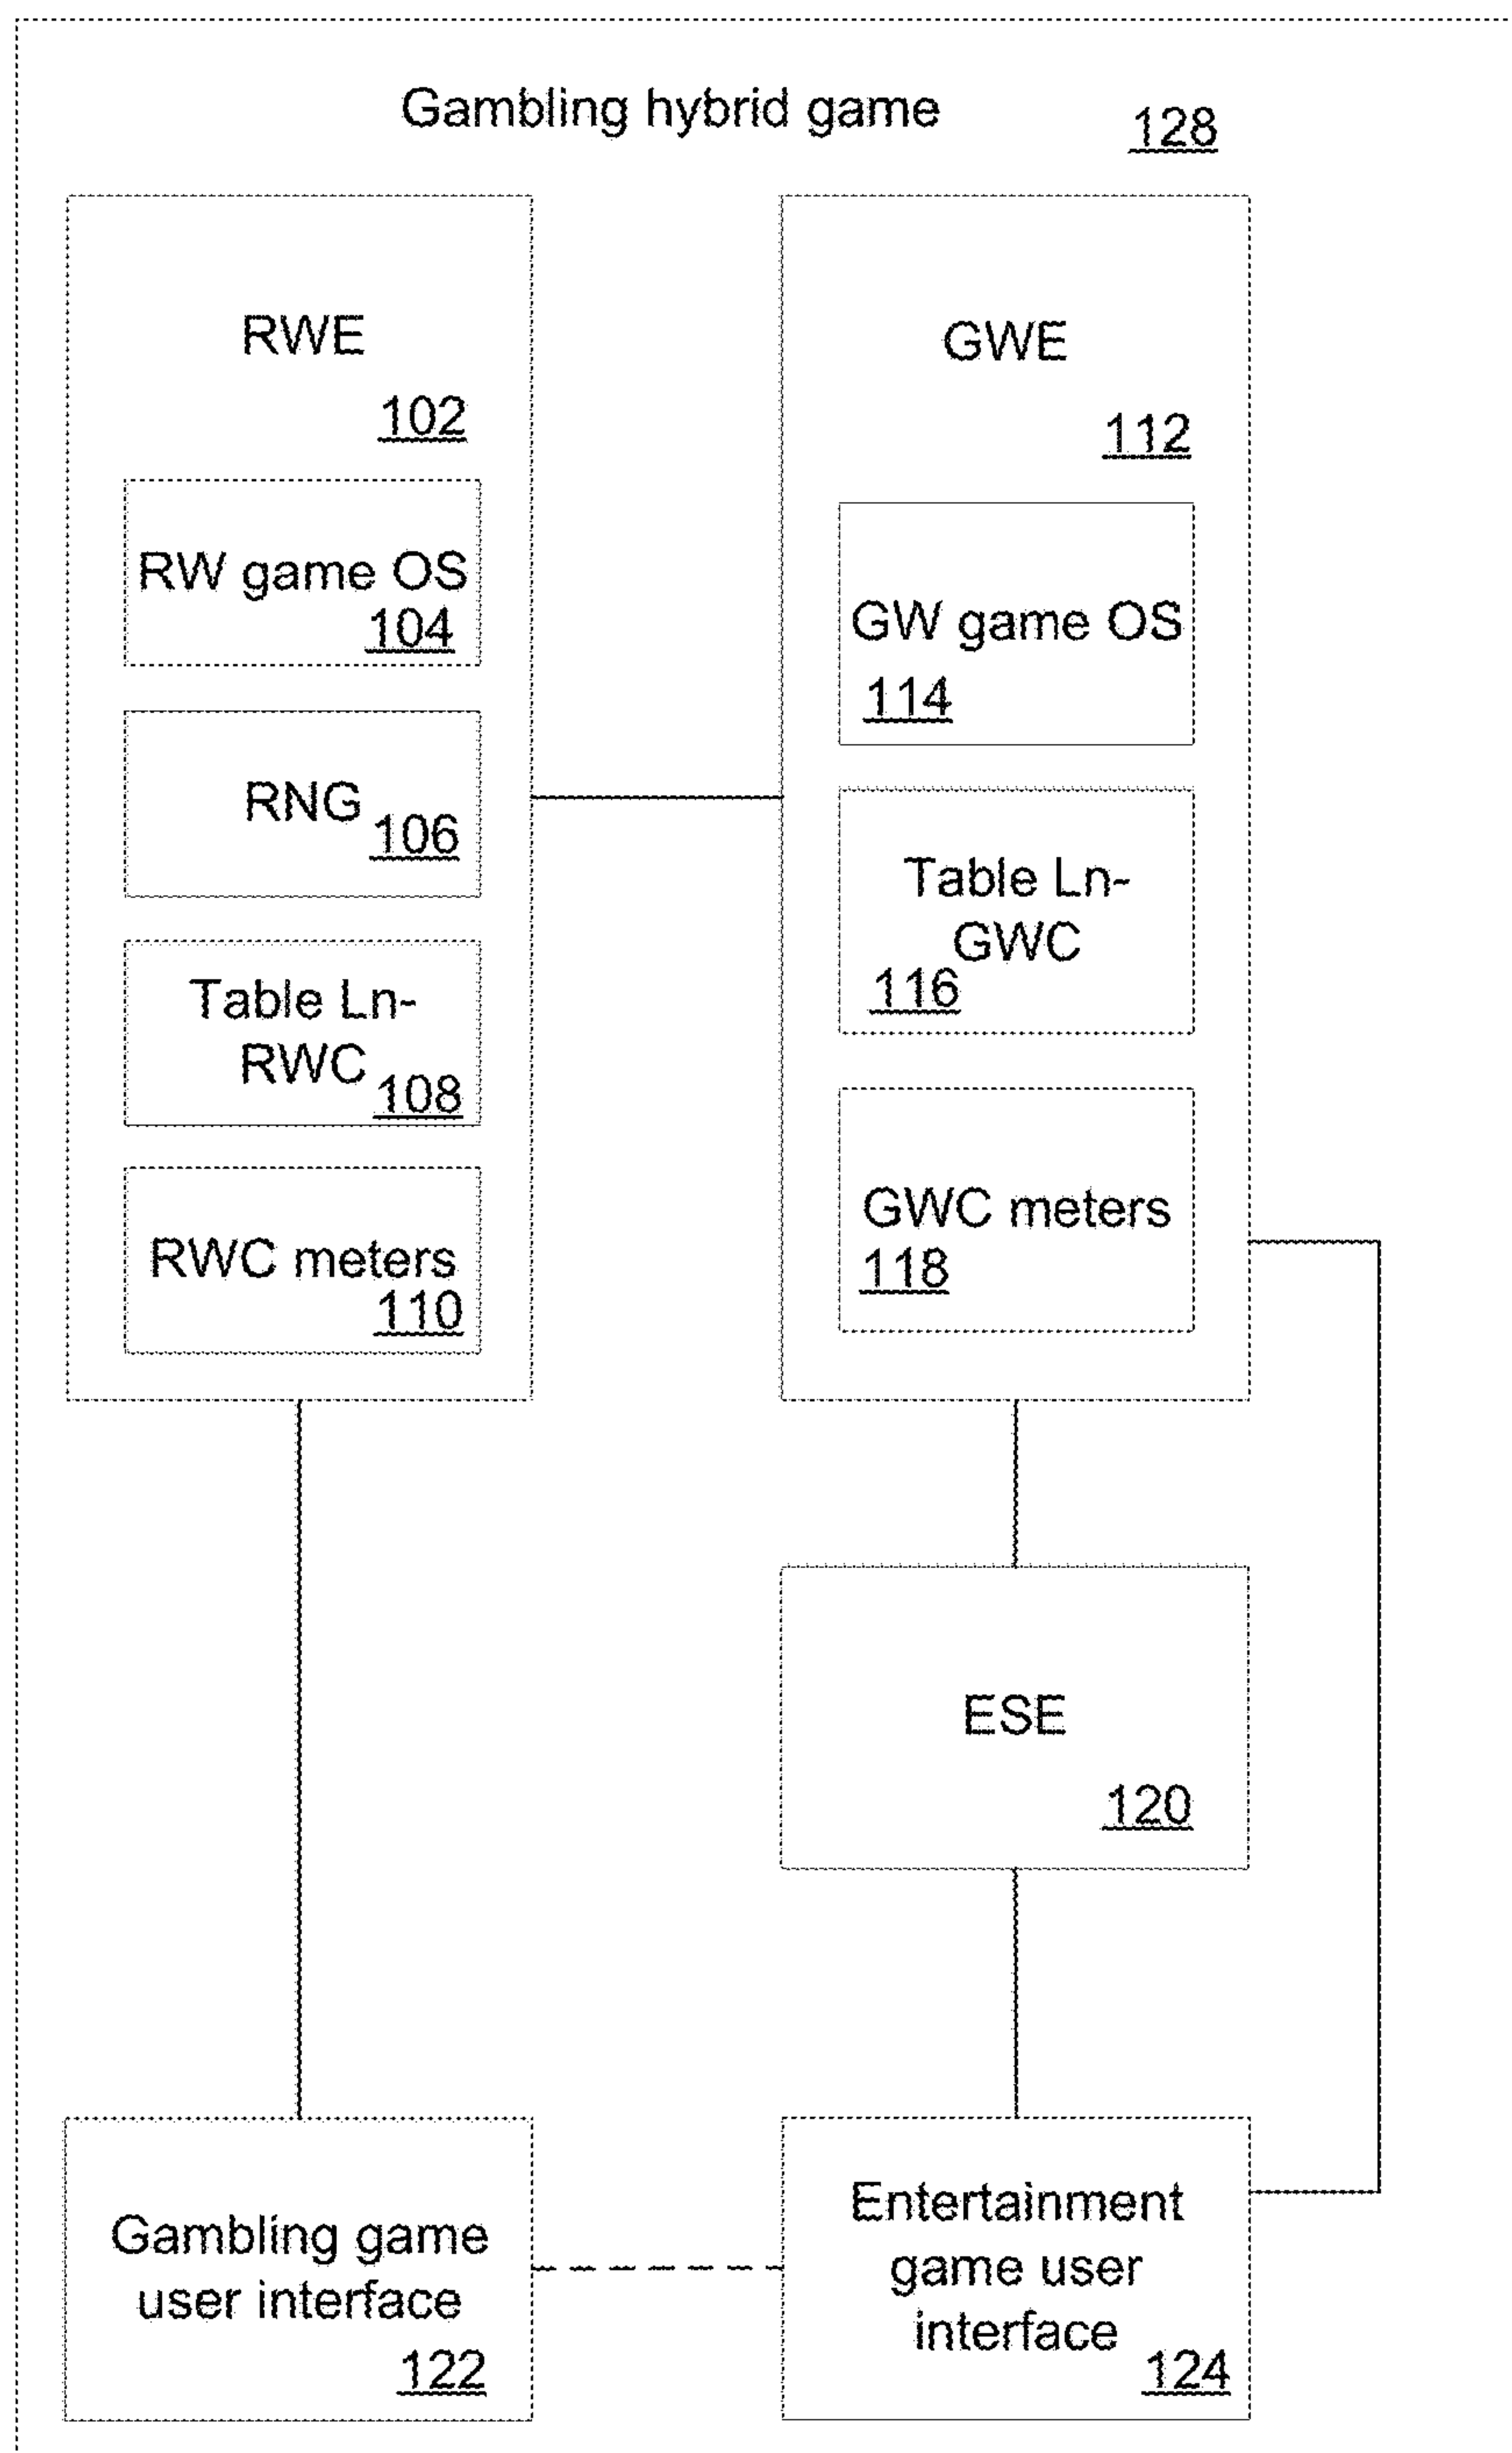 Gambling hybrid game
128
RWE
102
RW game OS
104
RNG
106
Table Ln-
RWC
108
RWC meters
110
GWE
112
GW game OS
114
Table Ln-
GWC
116
GWC meters
118
ESE
120
Gambling game
user interface
122
Entertainment
game user
interface
124